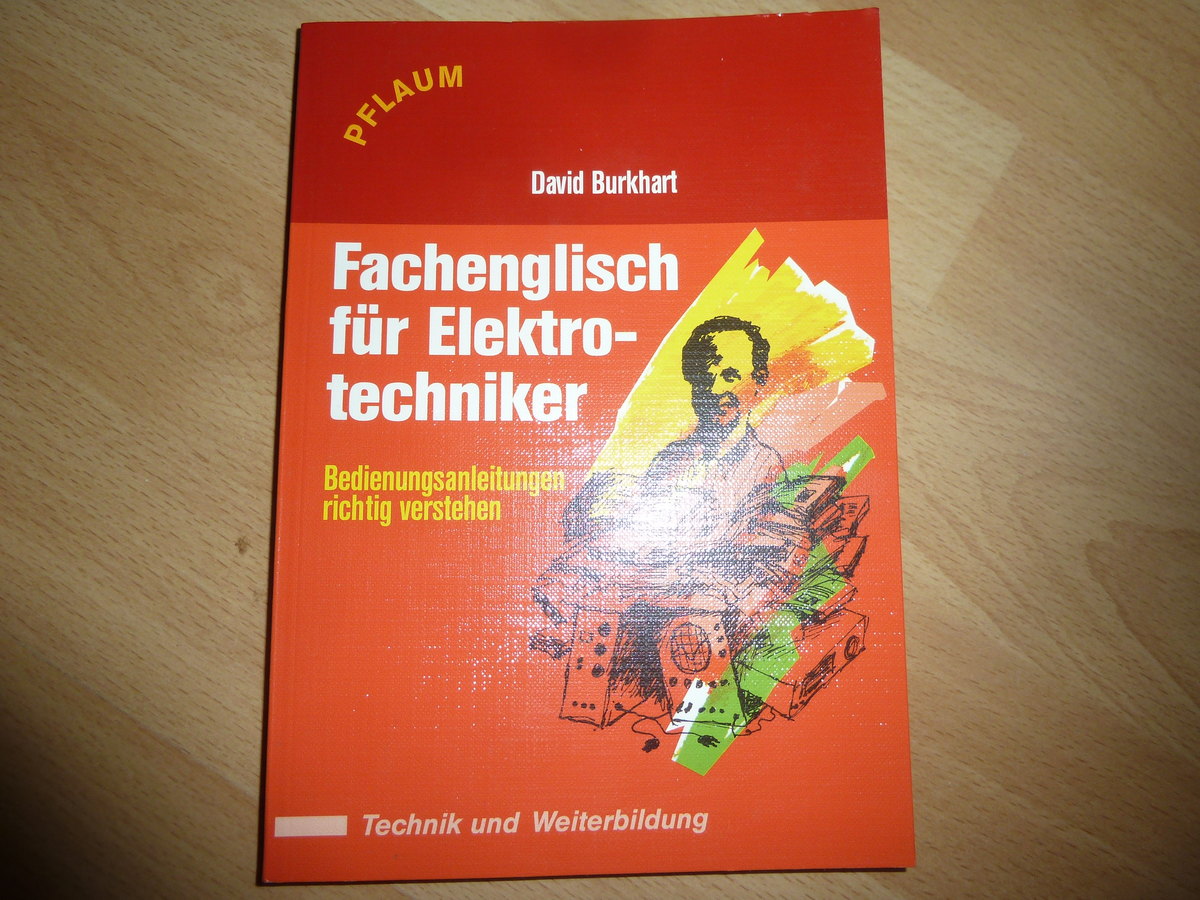 PFLAUM
David Burkhart
Fachenglisch
für Elektro-
techniker
Bedienungsanleitungen
richtig verstehen
Technik und Weiterbildung